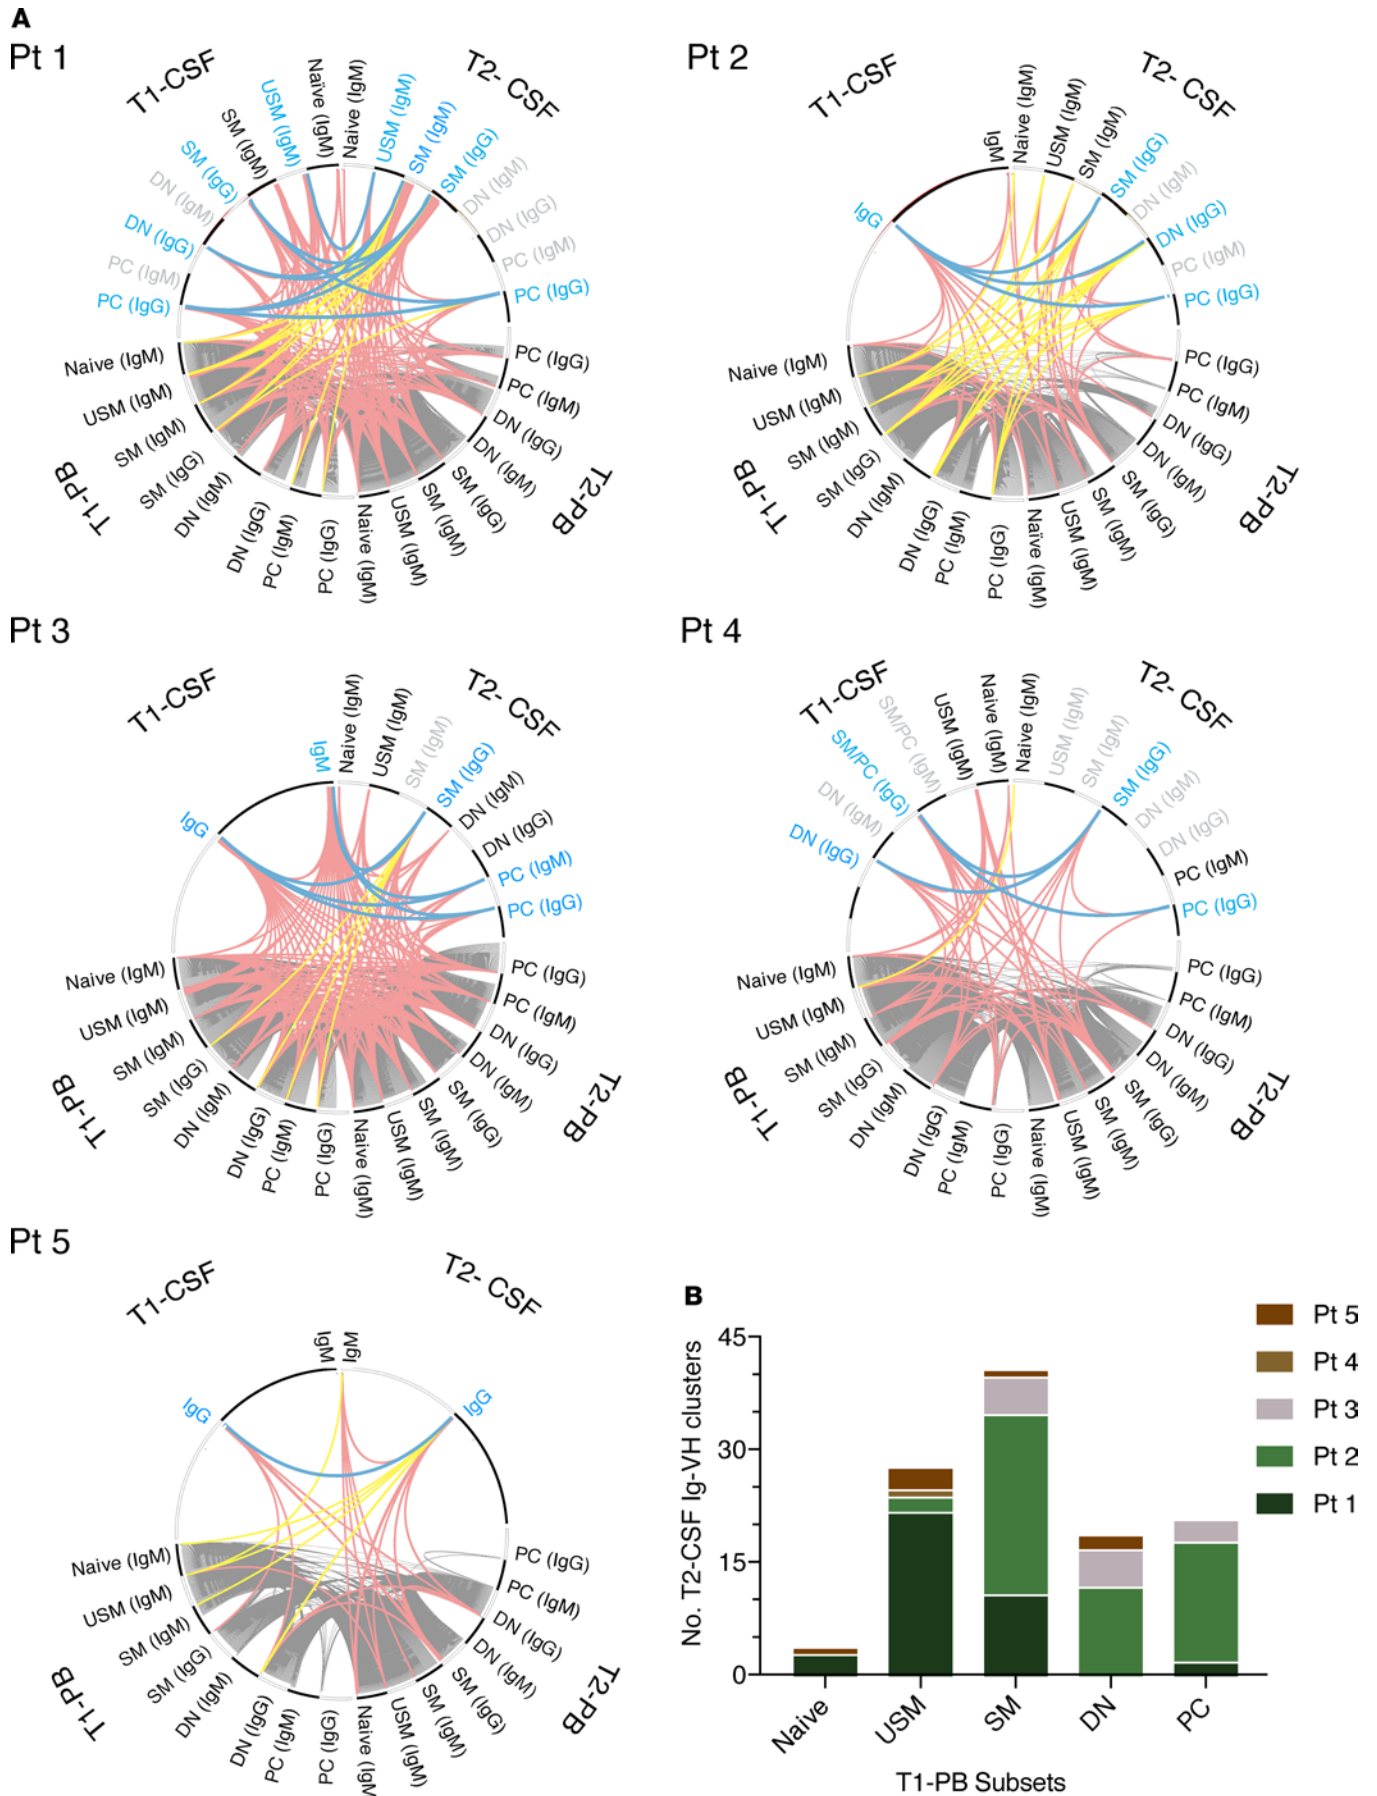 A
Pt 1
T1-CSF
T2- CSF
PC (IgG)
PC (IgM)
DN (IgG)
DN (IgM)
SM (IgG)
SM (IgM)
USM (IgM)
Naïve (IgM)
Naive (IgM)
USM (IgM)
SM (IgM)
SM (IgG)
DN (IgM)
DN (IgG)
PC (IgM)
PC (IgG)
PC (IgG)
PC (IgM)
DN (IgG)
DN (IgM)
SM (IgG)
SM (IgM)
USM (IgM)
Naive (IgM)
T2-PB
PC (IgG)
PC (IgM)
DN (IgG)
DN (IgM)
SM (IgG)
SM (IgM)
USM (IgM)
Naive (IgM)
T1-PB
Pt 2
T1-CSF
T2- CSF
IgG
IgM
Naive (IgM)
USM (IgM)
SM (IgM)
SM (IgG)
DN (IgM)
DN (IgG)
PC (IgM)
PC (IgG)
PC (IgG)
PC (IgM)
DN (IgG)
DN (IgM)
SM (IgG)
SM (IgM)
USM (IgM)
Naïve (IgM)
T2-PB
PC (IgG)
PC (IgM)
DN (IgG)
DN (IgM)
SM (IgG)
SM (IgM)
USM (IgM)
Naive (IgM)
T1-PB
Pt 3
T1-CSF
T2- CSF
IgG
IgM
Naive (IgM)
USM (IgM)
SM (IgM)
SM (IgG)
DN (IgM)
DN (IgG)
PC (IgM)
PC (IgG)
PC (IgG)
PC (IgM)
DN (IgG)
DN (IgM)
SM (IgG)
SM (IgM)
USM (IgM)
Naive (IgM)
T2-PB
PC (IgG)
PC (IgM)
DN (IgG)
DN (IgM)
SM (IgG)
SM (IgM)
USM (IgM)
Naive (IgM)
T1-PB
Pt 4
T1-CSF
T2- CSF
DN (IgG)
DN (IgM)
SM/PC (IgG)
SM/PC (IgM)
USM (IgM)
Naive (IgM)
Naive (IgM)
USM (IgM)
SM (IgM)
SM (IgG)
DN (IgM)
DN (IgG)
PC (IgM)
PC (IgG)
PC (IgG)
PC (IgM)
DN (IgG)
DN (IgM)
SM (IgG)
SM (IgM)
USM (IgM)
Naive (IgM)
T2-PB
PC (IgG)
PC (IgM)
DN (IgG)
DN (IgM)
SM (IgG)
SM (IgM)
USM (IgM)
Naive (IgM)
T1-PB
Pt 5
T1-CSF
T2- CSF
IgG
IgM
IgM
IgG
PC (IgG)
PC (IgM)
DN (IgG)
DN (IgM)
SM (IgG)
SM (IgM)
USM (IgM)
Naive (IgM
T2-PB
PC (IgG)
PC (IgM)
DN (IgG)
DN (IgM)
SM (IgG)
SM (IgM)
USM (IgM)
Naive (IgM)
T1-PB
B
No. T2-CSF Ig-VH clusters
45
30
15
0
Naive
USM
SM
DN
PC
T1-PB Subsets
Pt 5
Pt 4
Pt 3
Pt 2
Pt 1